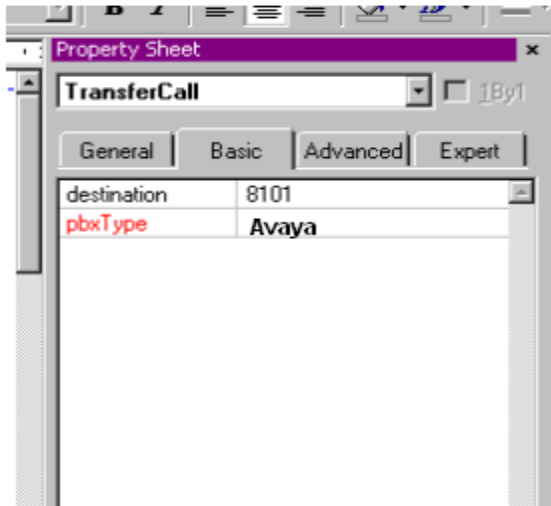 B I
Property Sheet
TransferCall 1By1
General Basic Advanced Expert
destination 8101
pbxType Avaya